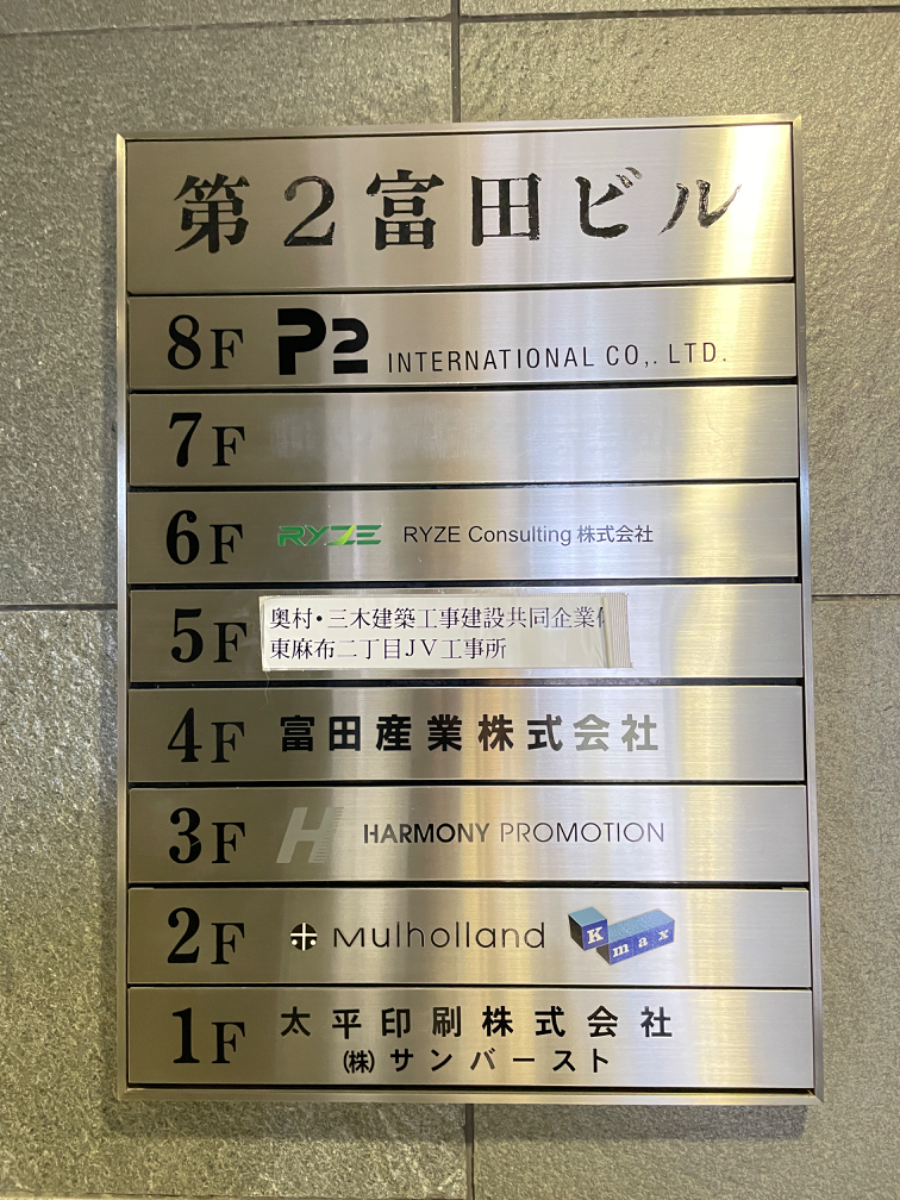 第2富田ビル
8F P2 INTERNATIONAL CO,. LTD.
7F
6F RYZE RYZE Consulting 株式会社
5F 奥村・三木建築工事建設共同企業
東麻布二丁目JV工事所
4F 富田産業株式会社
3F H HARMONY PROMOTION
2F Mulholland Kmax
1F 太平印刷株式会社
㈱サンバースト